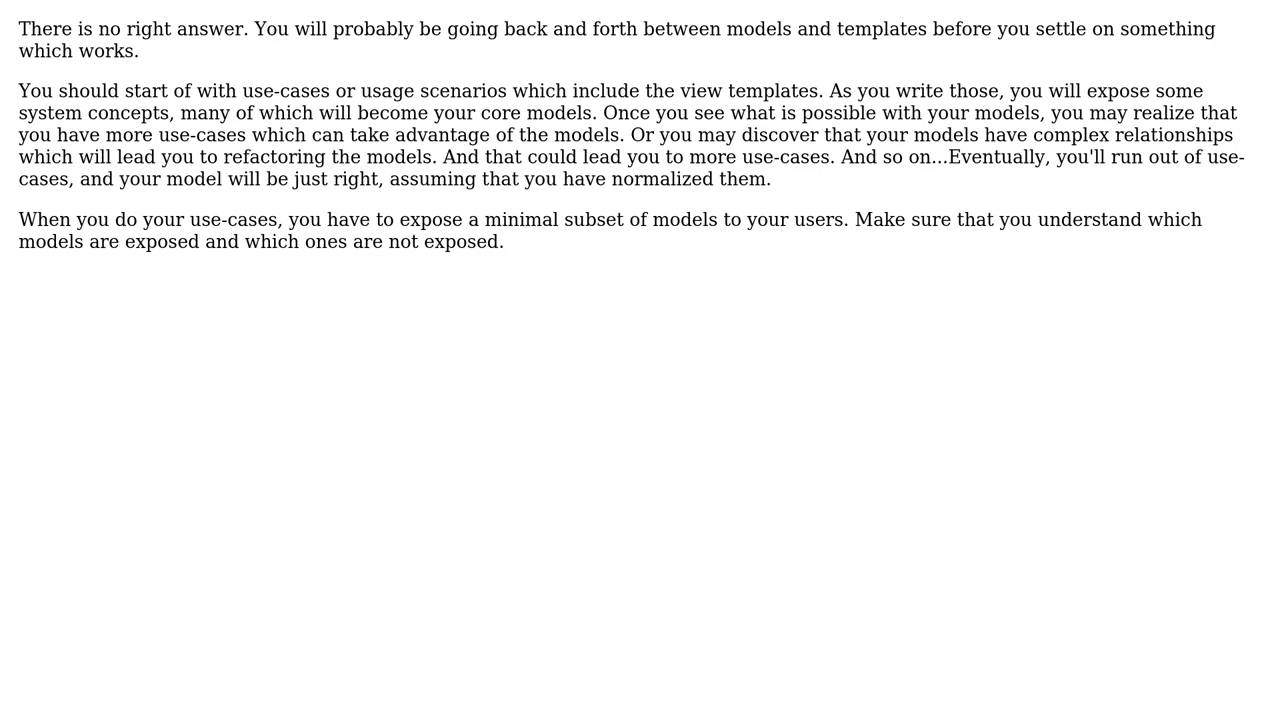 There is no right answer. You will probably be going back and forth between models and templates before you settle on something
which works.
You should start of with use-cases or usage scenarios which include the view templates. As you write those, you will expose some
system concepts, many of which will become your core models. Once you see what is possible with your models, you may realize that
you have more use-cases which can take advantage of the models. Or you may discover that your models have complex relationships
which will lead you to refactoring the models. And that could lead you to more use-cases. And so on...Eventually, you'll run out of use-
cases, and your model will be just right, assuming that you have normalized them.
When you do your use-cases, you have to expose a minimal subset of models to your users. Make sure that you understand which
models are exposed and which ones are not exposed.